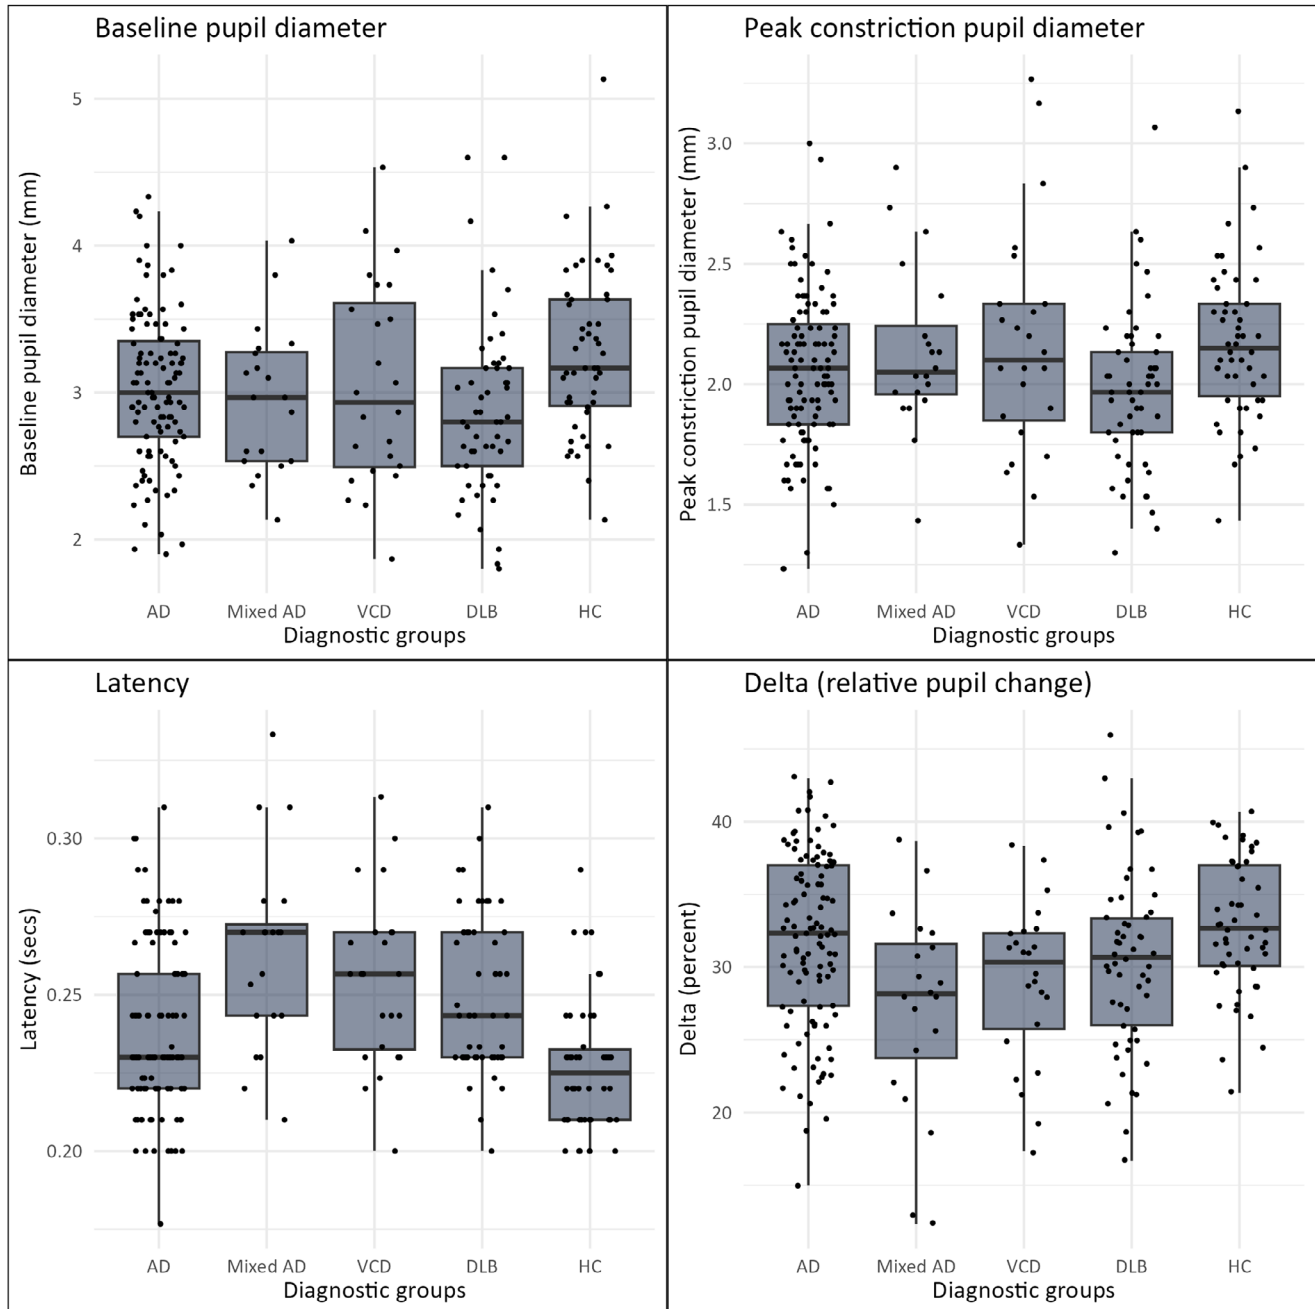 Baseline pupil diameter
Baseline pupil diameter (mm)
5
4
3
2
AD Mixed AD VCD DLB HC
Diagnostic groups
Peak constriction pupil diameter
Peak constriction pupil diameter (mm)
3.0
2.5
2.0
1.5
AD Mixed AD VCD DLB HC
Diagnostic groups
Latency
Latency (secs)
0.30
0.25
0.20
AD Mixed AD VCD DLB HC
Diagnostic groups
Delta (relative pupil change)
Delta (percent)
40
30
20
AD Mixed AD VCD DLB HC
Diagnostic groups